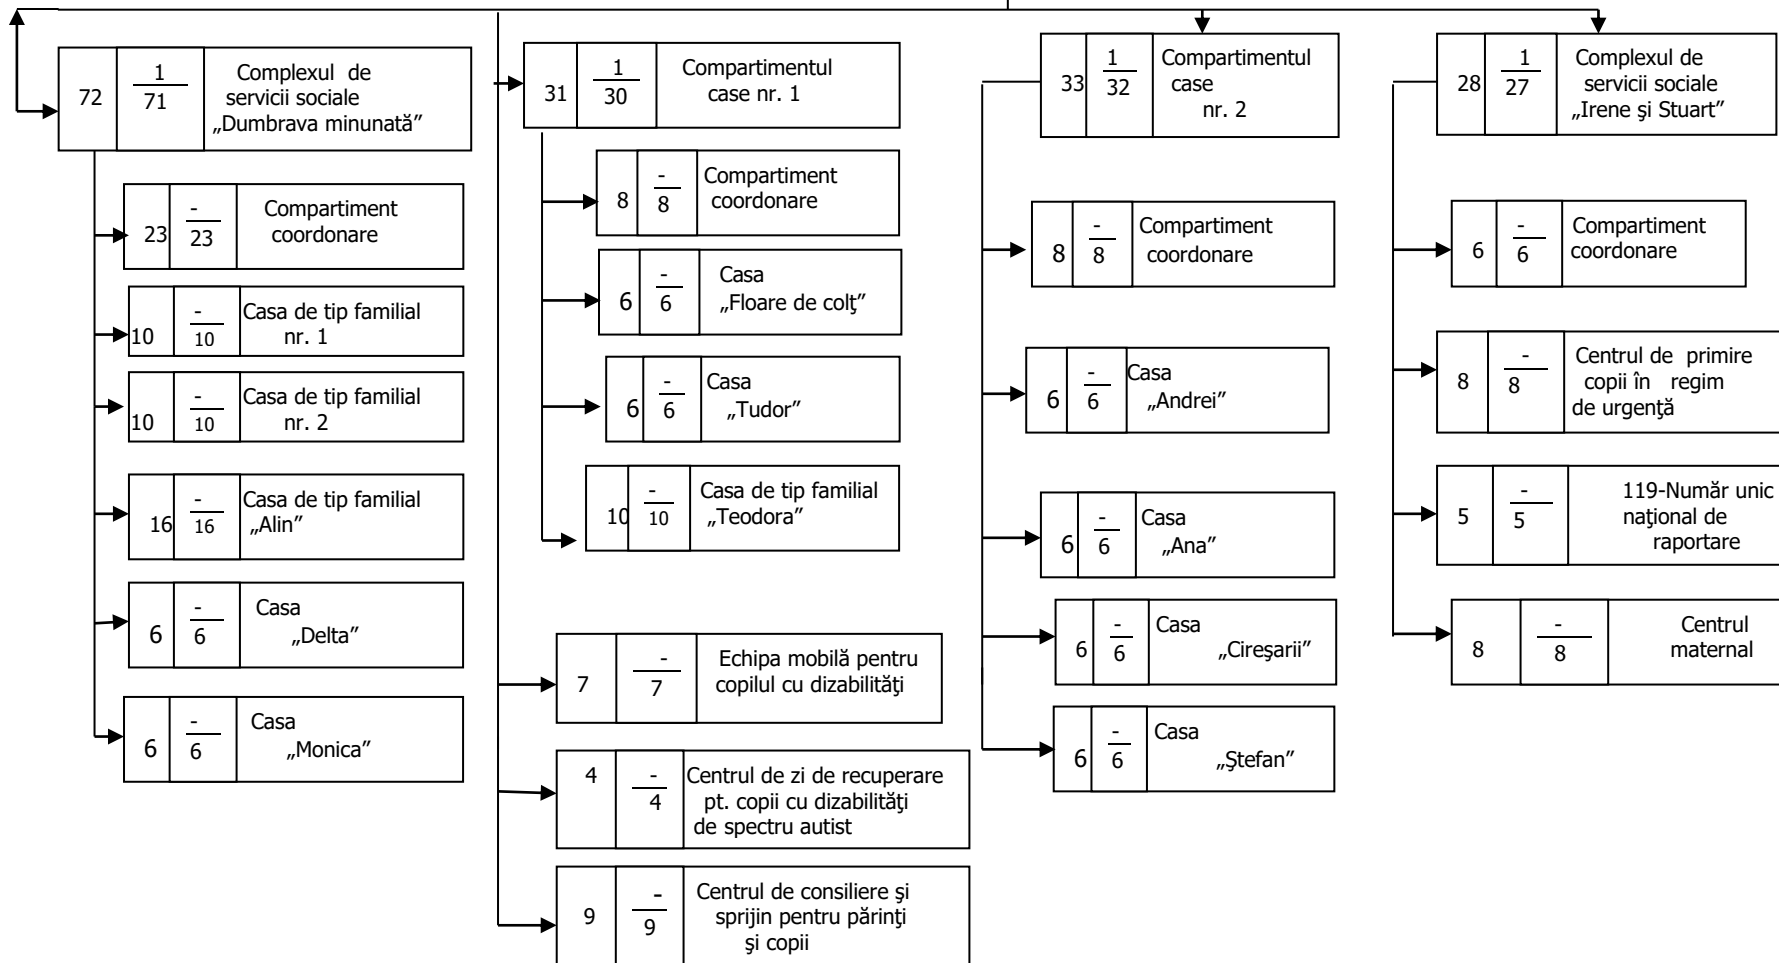 72
1
71
Complexul de
servicii sociale
„Dumbrava minunată”
23
-
23
Compartiment
coordonare
10
-
10
Casa de tip familial
nr. 1
10
-
10
Casa de tip familial
nr. 2
16
-
16
Casa de tip familial
„Alin”
6
-
6
Casa
„Delta”
6
-
6
Casa
„Monica”
31
1
30
Compartimentul
case nr. 1
8
-
8
Compartiment
coordonare
6
-
6
Casa
„Floare de colţ”
6
-
6
Casa
„Tudor”
10
-
10
Casa de tip familial
„Teodora”
7
-
7
Echipa mobilă pentru
copilul cu dizabilităţi
4
-
4
Centrul de zi de recuperare
pt. copii cu dizabilităţi
de spectru autist
9
-
9
Centrul de consiliere şi
sprijin pentru părinţi
şi copii
33
1
32
Compartimentul
case
nr. 2
8
-
8
Compartiment
coordonare
6
-
6
Casa
„Andrei”
6
-
6
Casa
„Ana”
6
-
6
Casa
„Cireşarii”
6
-
6
Casa
„Ştefan”
28
1
27
Complexul de
servicii sociale
„Irene şi Stuart”
6
-
6
Compartiment
coordonare
8
-
8
Centrul de primire
copii în regim
de urgenţă
5
-
5
119-Număr unic
naţional de
raportare
8
-
8
Centrul
maternal